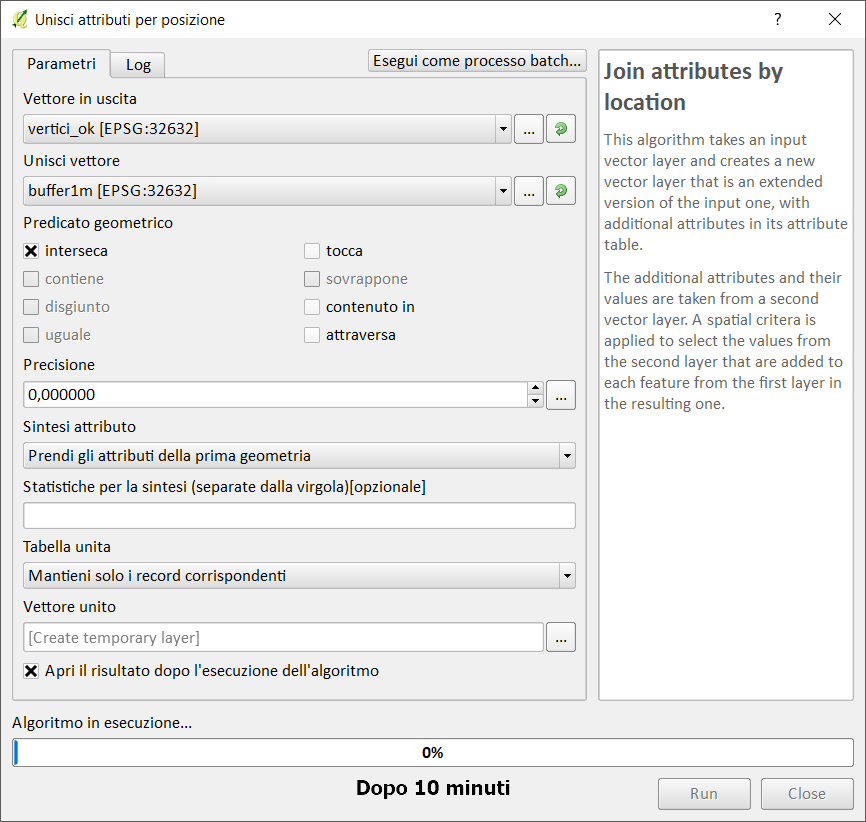 Unisci attributi per posizione
?
Parametri
Log
Esegui come processo batch...
Vettore in uscita
vertici_ok [EPSG:32632]
...
Unisci vettore
buffer1m [EPSG:32632]
...
Predicato geometrico
interseca
tocca
contiene
sovrappone
disgiunto
contenuto in
uguale
attraversa
Precisione
0,000000
...
Sintesi attributo
Prendi gli attributi della prima geometria
Statistiche per la sintesi (separate dalla virgola)[opzionale]
Tabella unita
Mantieni solo i record corrispondenti
Vettore unito
[Create temporary layer]
...
Apri il risultato dopo l'esecuzione dell'algoritmo
Join attributes by
location
This algorithm takes an input
vector layer and creates a new
vector layer that is an extended
version of the input one, with
additional attributes in its attribute
table.
The additional attributes and their
values are taken from a second
vector layer. A spatial critera is
applied to select the values from
the second layer that are added to
each feature from the first layer in
the resulting one.
Algoritmo in esecuzione...
0%
Dopo 10 minuti
Run
Close